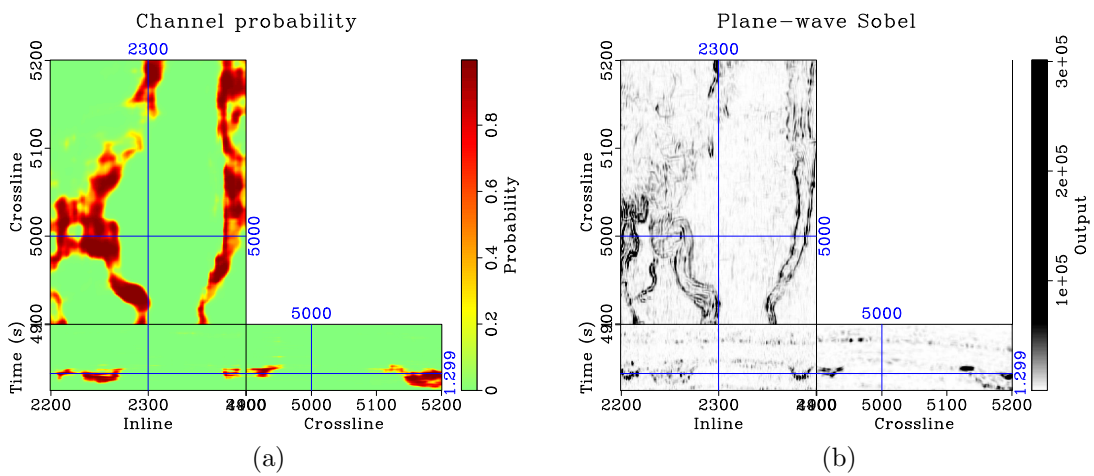 Channel probability
2300
5200
5100
5000
4900
Crossline
5000
5000
Time (s)
1.299
2200
2300
2400
4900
5000
5100
5200
Inline
Crossline
0.8
0.6
0.4
0.2
0
Probability
(a)
Plane-wave Sobel
2300
5200
5100
5000
4900
Crossline
5000
5000
Time (s)
1.299
2200
2300
2400
4900
5000
5100
5200
Inline
Crossline
3e+05
2e+05
1e+05
Output
(b)